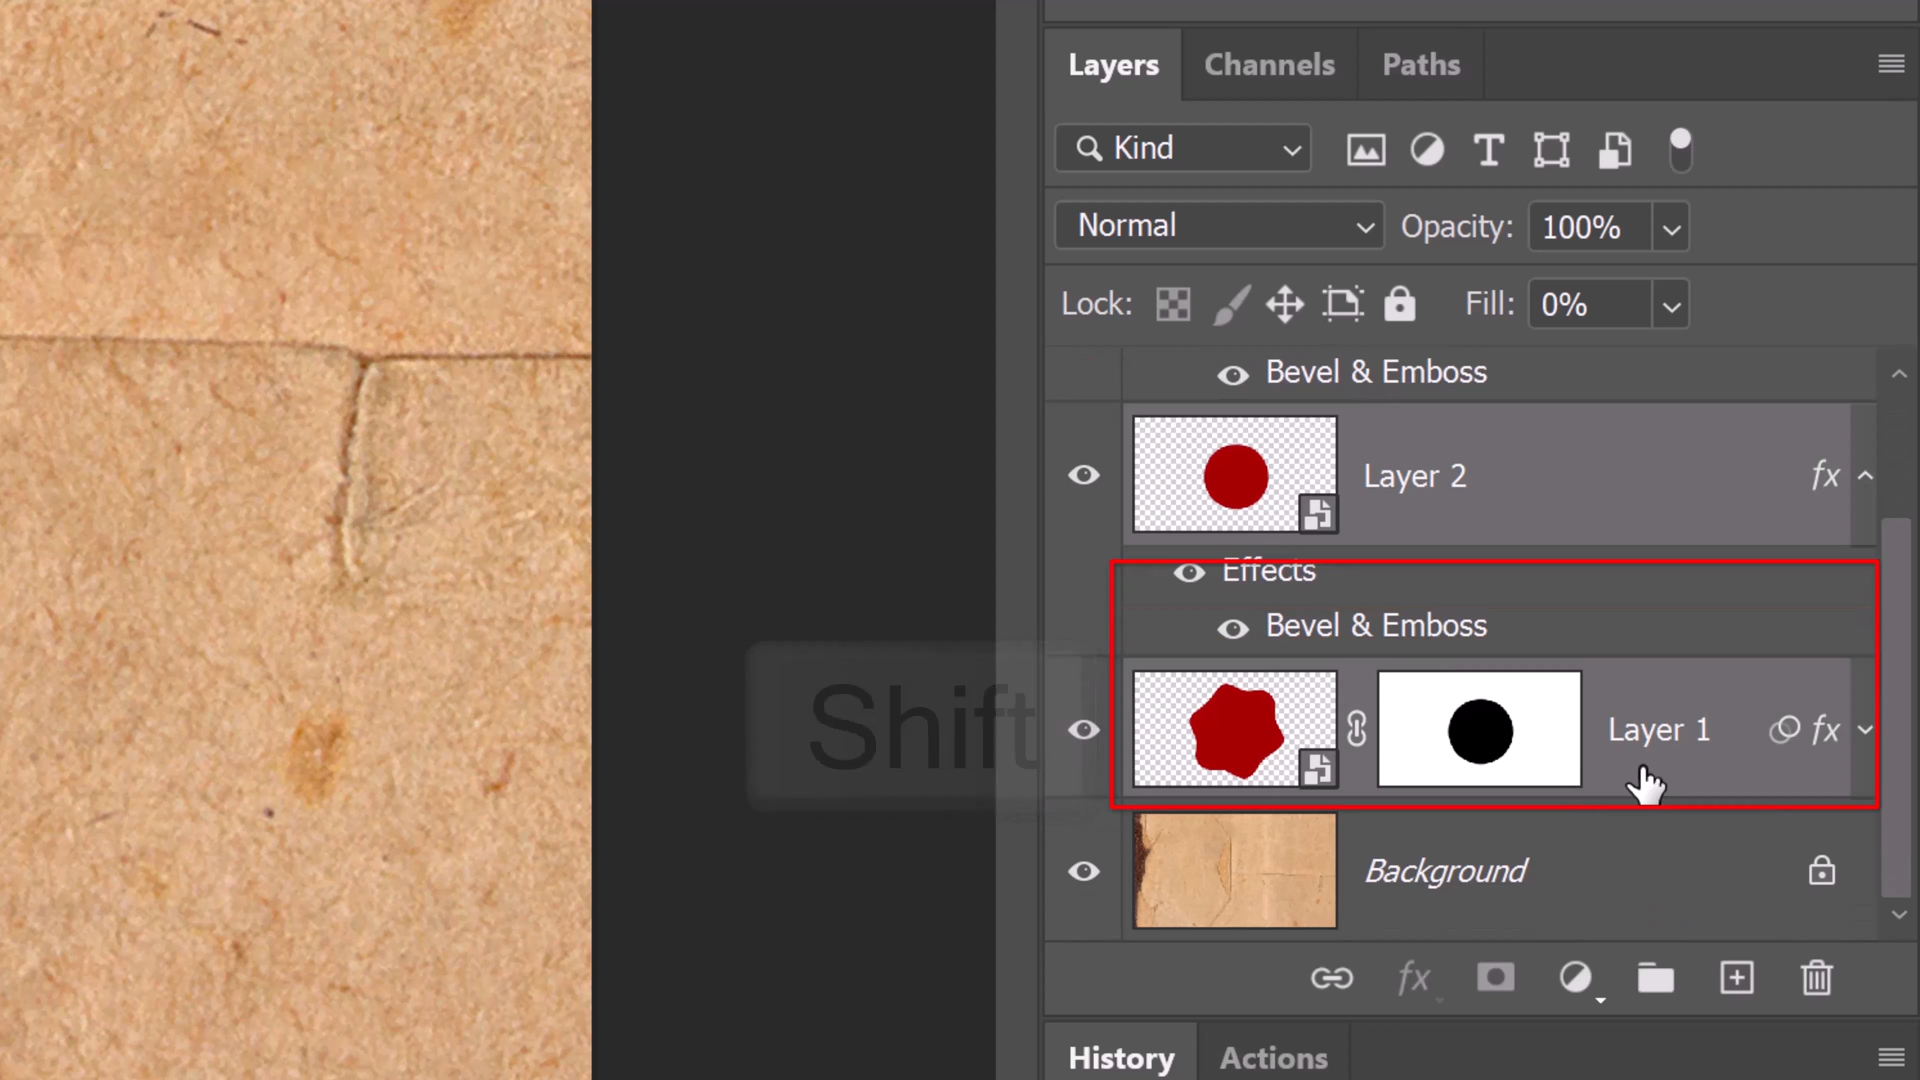 Layers Channels Paths
Kind
Normal Opacity: 100%
Lock: Fill: 0%
Bevel & Emboss
Layer 2 fx
Effects
Bevel & Emboss
Shift
Layer 1 fx
Background
fx
History Actions